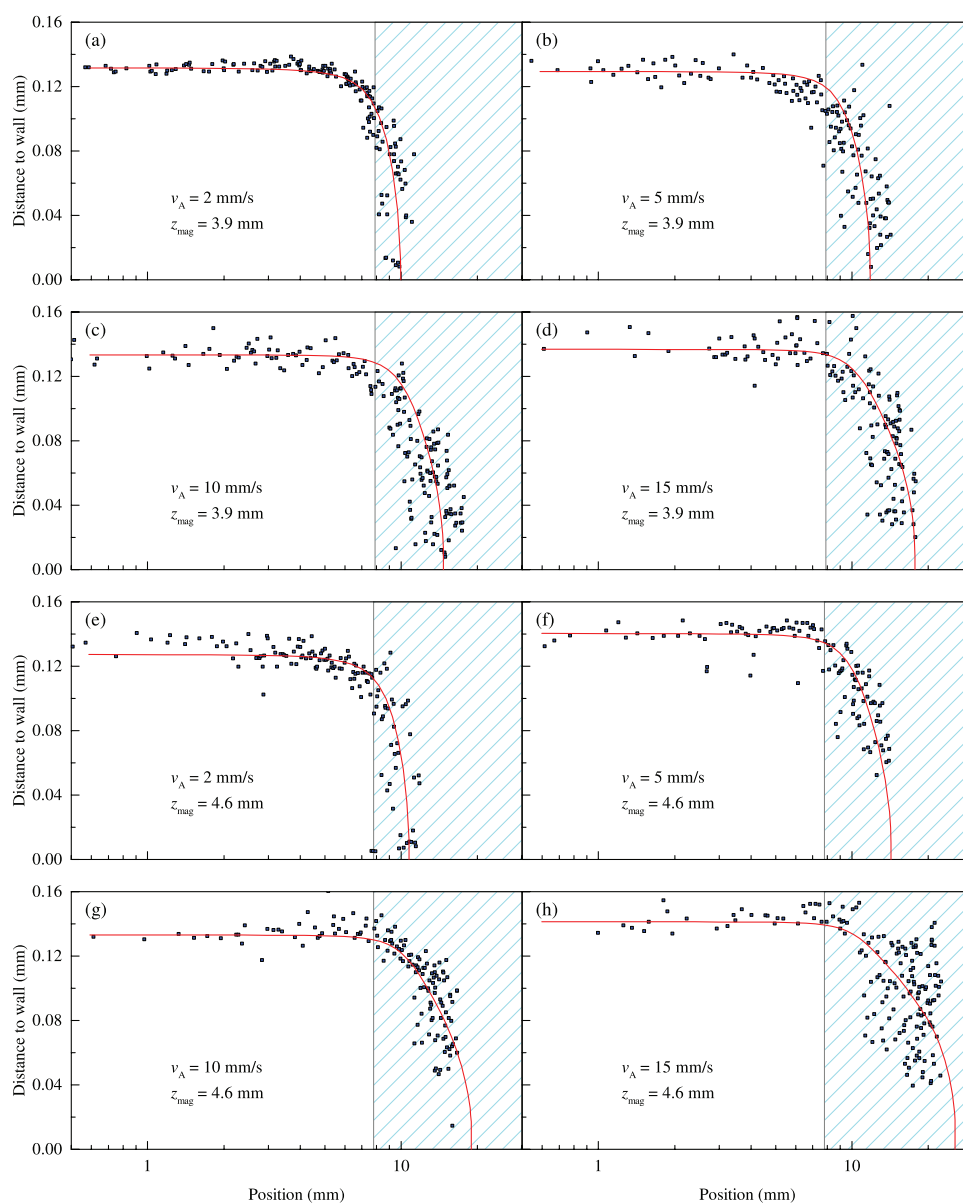 0.16
(a)
(b)
0.12
Distance to wall (mm)
0.08
v_A = 2 mm/s
v_A = 5 mm/s
0.04
z_mag = 3.9 mm
z_mag = 3.9 mm
0.00
0.16
(c)
(d)
0.12
Distance to wall (mm)
0.08
v_A = 10 mm/s
v_A = 15 mm/s
0.04
z_mag = 3.9 mm
z_mag = 3.9 mm
0.00
0.16
(e)
(f)
0.12
Distance to wall (mm)
0.08
v_A = 2 mm/s
v_A = 5 mm/s
0.04
z_mag = 4.6 mm
z_mag = 4.6 mm
0.00
0.16
(g)
(h)
0.12
Distance to wall (mm)
0.08
v_A = 10 mm/s
v_A = 15 mm/s
0.04
z_mag = 4.6 mm
z_mag = 4.6 mm
0.00
1 10 1 10
Position (mm)
Position (mm)